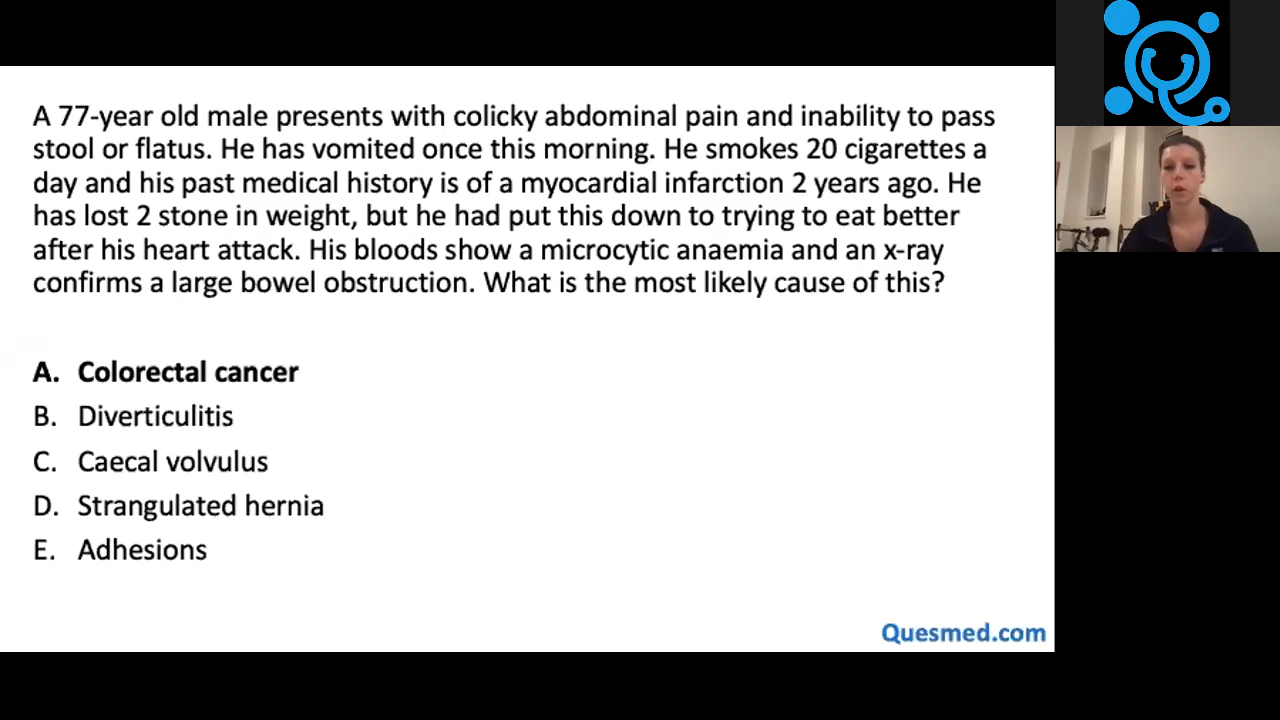 A 77-year old male presents with colicky abdominal pain and inability to pass
stool or flatus. He has vomited once this morning. He smokes 20 cigarettes a
day and his past medical history is of a myocardial infarction 2 years ago. He
has lost 2 stone in weight, but he had put this down to trying to eat better
after his heart attack. His bloods show a microcytic anaemia and an x-ray
confirms a large bowel obstruction. What is the most likely cause of this?
A. Colorectal cancer
B. Diverticulitis
C. Caecal volvulus
D. Strangulated hernia
E. Adhesions
Quesmed.com